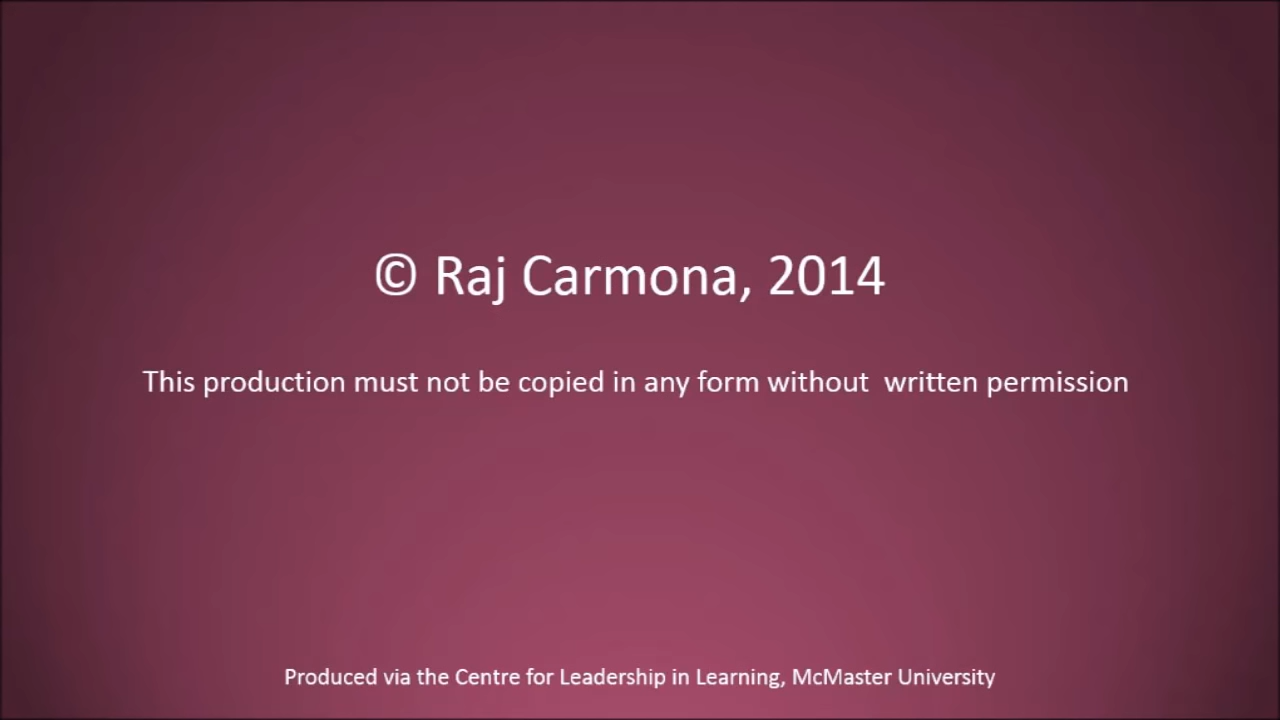 © Raj Carmona, 2014
This production must not be copied in any form without  written permission
Produced via the Centre for Leadership in Learning, McMaster University